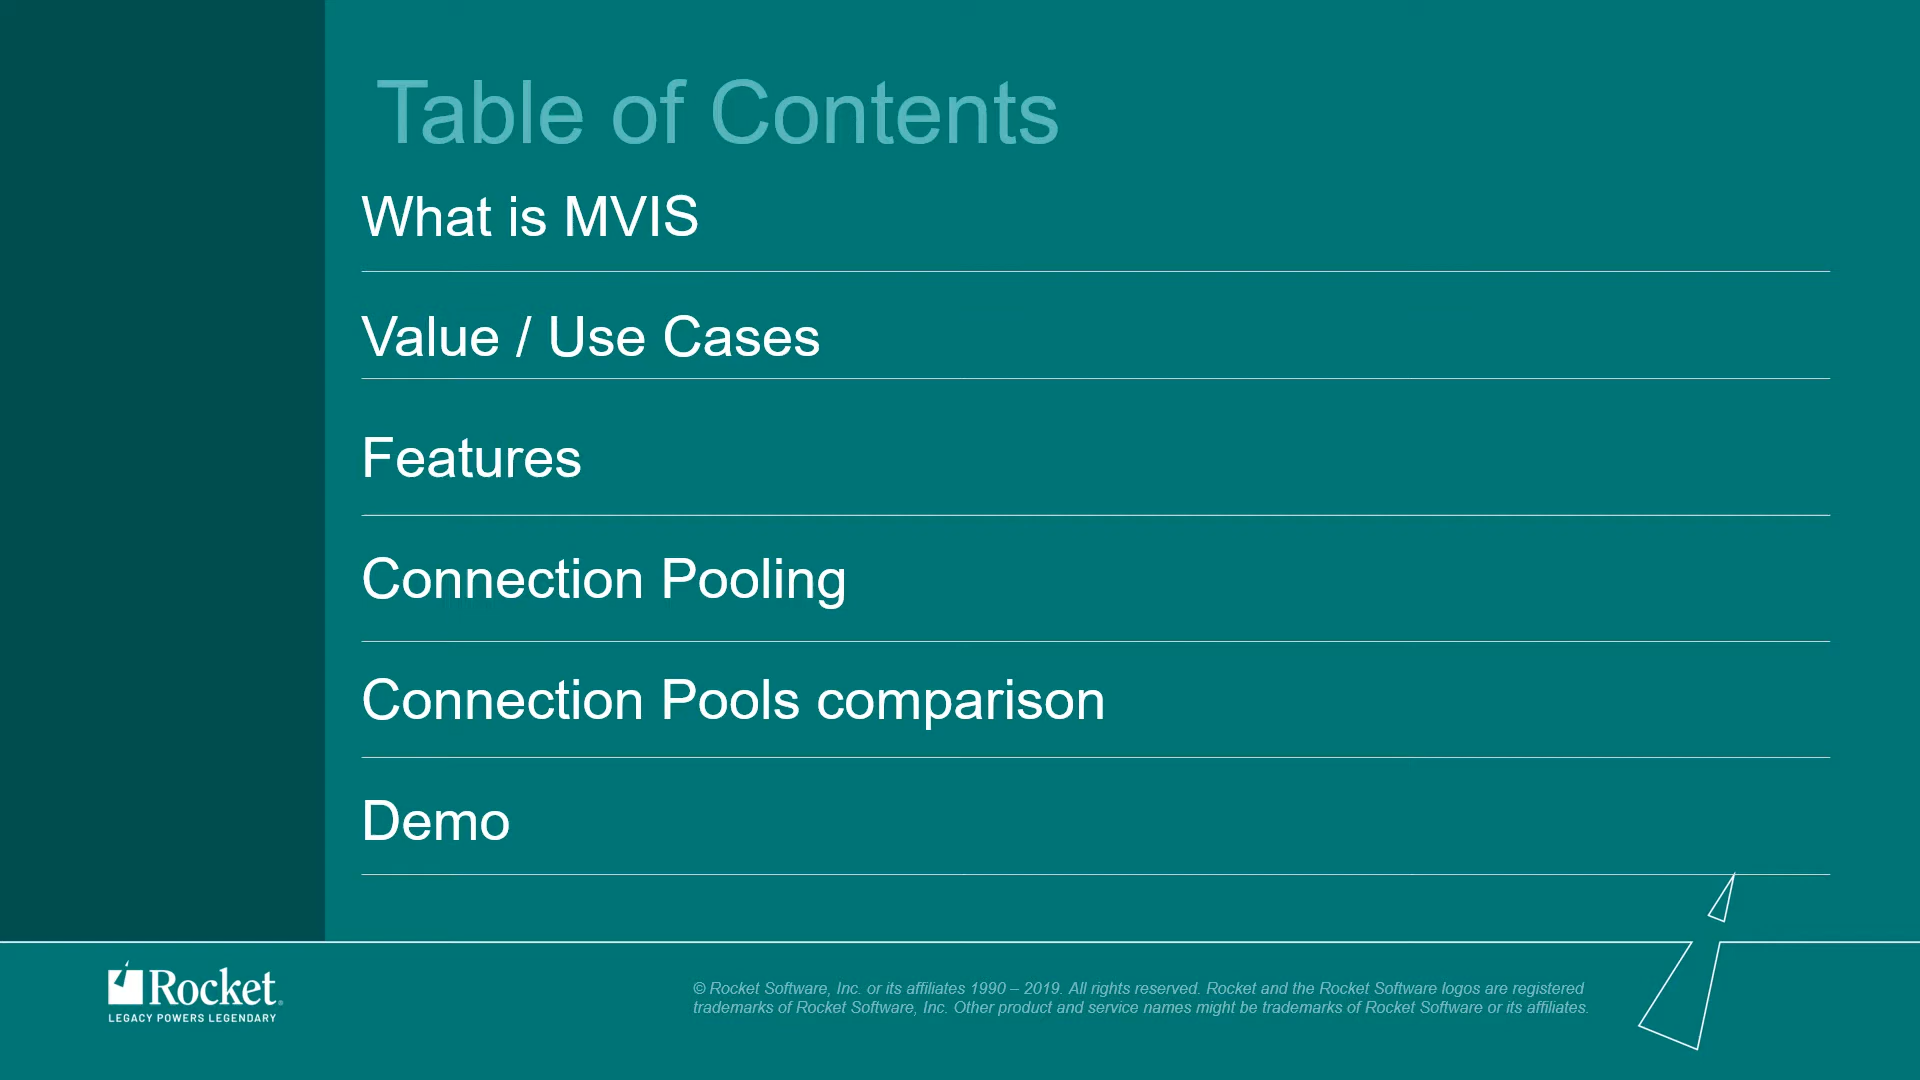 Table of Contents
What is MVIS
Value / Use Cases
Features
Connection Pooling
Connection Pools comparison
Demo
Rocket®
LEGACY POWERS LEGENDARY
© Rocket Software, Inc. or its affiliates 1990 – 2019. All rights reserved. Rocket and the Rocket Software logos are registered
trademarks of Rocket Software, Inc. Other product and service names might be trademarks of Rocket Software or its affiliates.